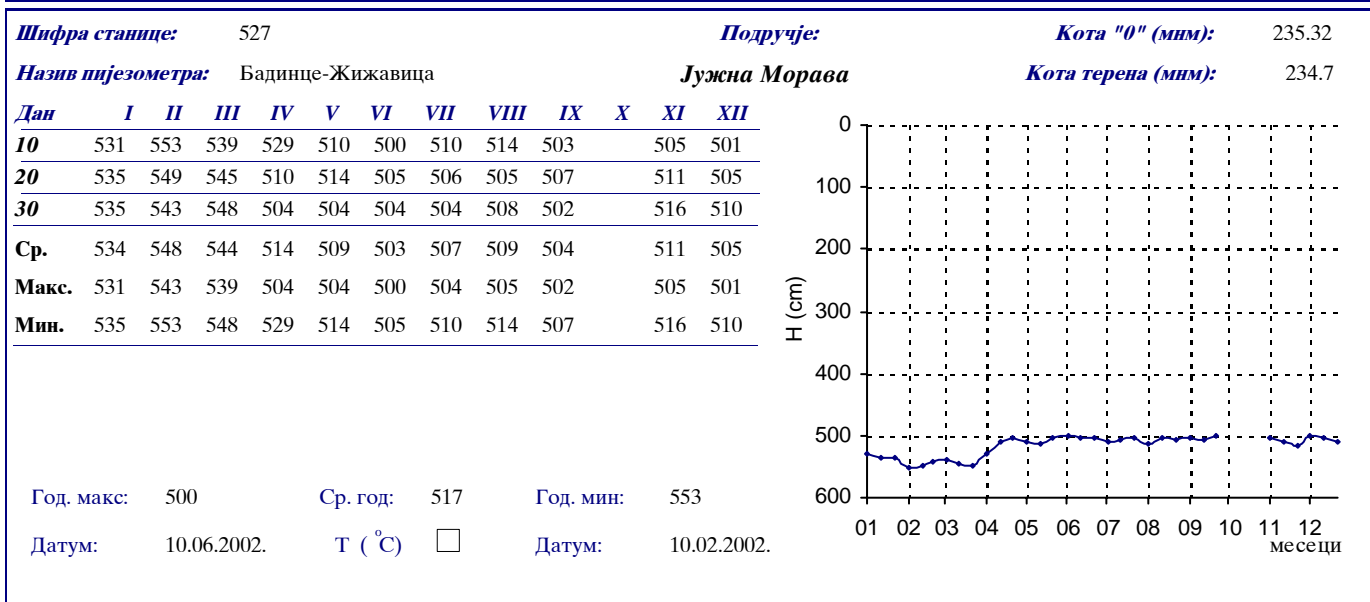 Шифра станице: 527 Подручје: Кота "0" (мнм): 235.32
Назив пијезометра: Бадинце-Жижавица Јужна Морава Кота терена (мнм): 234.7
Дан I II III IV V VI VII VIII IX X XI XII
10 531 553 539 529 510 500 510 514 503 505 501
20 535 549 545 510 514 505 506 505 507 511 505
30 535 543 548 504 504 504 504 508 502 516 510
Ср. 534 548 544 514 509 503 507 509 504 511 505
Макс. 531 543 539 504 504 500 504 505 502 505 501
Мин. 535 553 548 529 514 505 510 514 507 516 510
0
100
200
300
400
500
600
H (cm)
01 02 03 04 05 06 07 08 09 10 11 12
месеци
Год. макс: 500 Ср. год: 517 Год. мин: 553
Датум: 10.06.2002. Т ( °C) Датум: 10.02.2002.